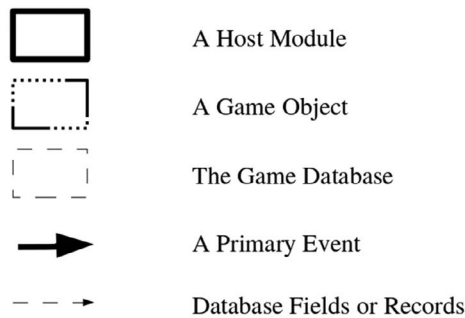 A Host Module
A Game Object
The Game Database
A Primary Event
Database Fields or Records